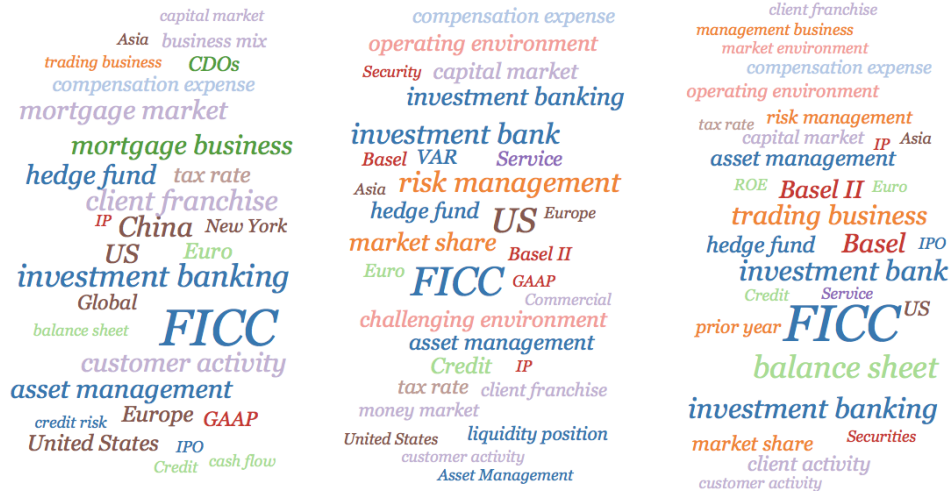 capital market
Asia business mix
trading business CDOs
compensation expense
mortgage market
mortgage business
hedge fund tax rate
client franchise
IP China New York
US Euro
investment banking
Global
FICC
balance sheet
customer activity
asset management
credit risk Europe GAAP
United States IPO
Credit cash flow
compensation expense
operating environment
Security capital market
investment banking
investment bank
Basel VAR Service
Asia risk management
hedge fund US Europe
market share Basel II
Euro FICC GAAP
Commercial
challenging environment
asset management
Credit IP
tax rate client franchise
money market
United States liquidity position
customer activity
Asset Management
client franchise
management business
market environment
compensation expense
operating environment
tax rate risk management
capital market IP Asia
asset management
ROE Basel II Euro
trading business
hedge fund Basel IPO
investment bank
Credit Service
prior year FICC US
balance sheet
investment banking
market share Securities
client activity
customer activity